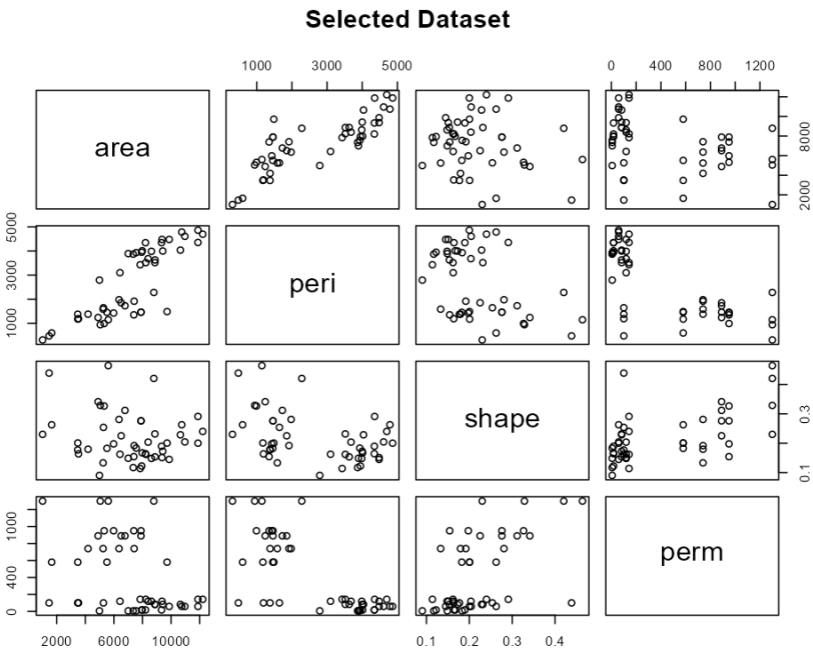 Selected Dataset
1000 3000 5000 0 400 800 1200
area
2000 8000
1000 3000 5000
peri
shape
0.1 0.3
0 400 1000
perm
2000 6000 10000 0.1 0.2 0.3 0.4